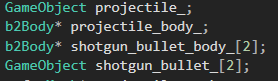 GameObject projectile_;
b2Body* projectile_body_;
b2Body* shotgun_bullet_body_[2];
GameObject shotgun_bullet_[2];